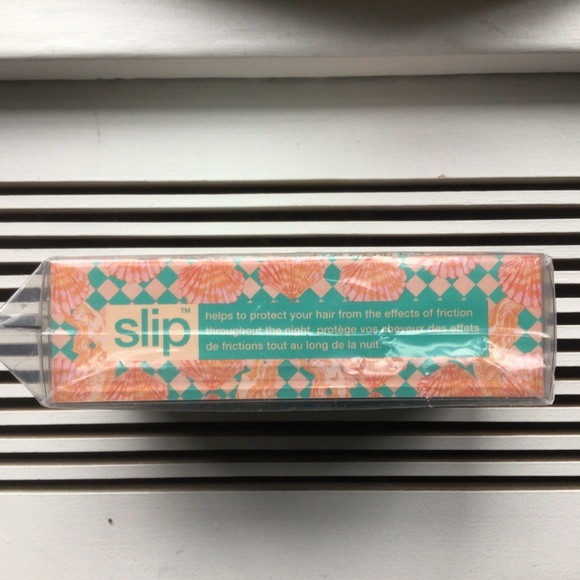 slip™
helps to protect your hair from the effects of friction
throughout the night. protège vos cheveux des effets
de frictions tout au long de la nuit.